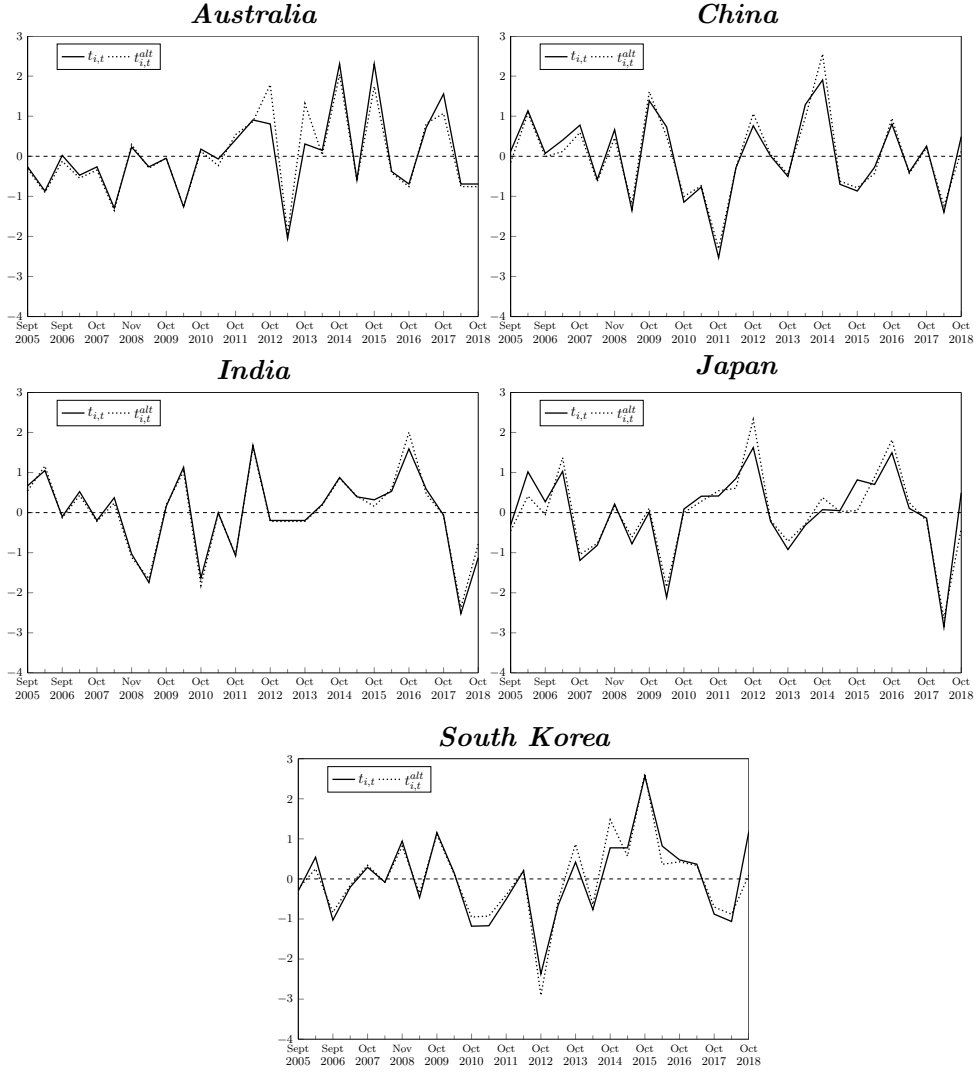 Australia
3
2
1
0
−1
−2
−3
−4
t_{i,t} t^{alt}_{i,t}
Sept Sept Oct Nov Oct Oct Oct Oct Oct Oct Oct Oct Oct Oct
2005 2006 2007 2008 2009 2010 2011 2012 2013 2014 2015 2016 2017 2018
China
3
2
1
0
−1
−2
−3
−4
t_{i,t} t^{alt}_{i,t}
Sept Sept Oct Nov Oct Oct Oct Oct Oct Oct Oct Oct Oct Oct
2005 2006 2007 2008 2009 2010 2011 2012 2013 2014 2015 2016 2017 2018
India
3
2
1
0
−1
−2
−3
−4
t_{i,t} t^{alt}_{i,t}
Sept Sept Oct Nov Oct Oct Oct Oct Oct Oct Oct Oct Oct Oct
2005 2006 2007 2008 2009 2010 2011 2012 2013 2014 2015 2016 2017 2018
Japan
3
2
1
0
−1
−2
−3
−4
t_{i,t} t^{alt}_{i,t}
Sept Sept Oct Nov Oct Oct Oct Oct Oct Oct Oct Oct Oct Oct
2005 2006 2007 2008 2009 2010 2011 2012 2013 2014 2015 2016 2017 2018
South Korea
3
2
1
0
−1
−2
−3
−4
t_{i,t} t^{alt}_{i,t}
Sept Sept Oct Nov Oct Oct Oct Oct Oct Oct Oct Oct Oct Oct
2005 2006 2007 2008 2009 2010 2011 2012 2013 2014 2015 2016 2017 2018